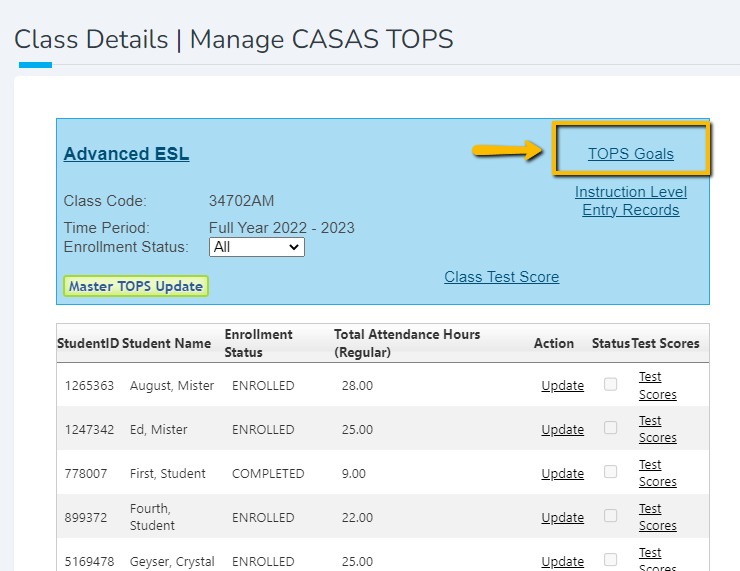 Class Details | Manage CASAS TOPS
Advanced ESL
TOPS Goals
Instruction Level
Entry Records
Class Code: 34702AM
Time Period: Full Year 2022 - 2023
Enrollment Status: All
Class Test Score
Master TOPS Update
StudentID Student Name Enrollment Status Total Attendance Hours (Regular) Action Status Test Scores
1265363 August, Mister ENROLLED 28.00 Update Test Scores
1247342 Ed, Mister ENROLLED 25.00 Update Test Scores
778007 First, Student COMPLETED 9.00 Update Test Scores
899372 Fourth, Student ENROLLED 22.00 Update Test Scores
5169478 Geyser, Crystal ENROLLED 25.00 Update Test Scores